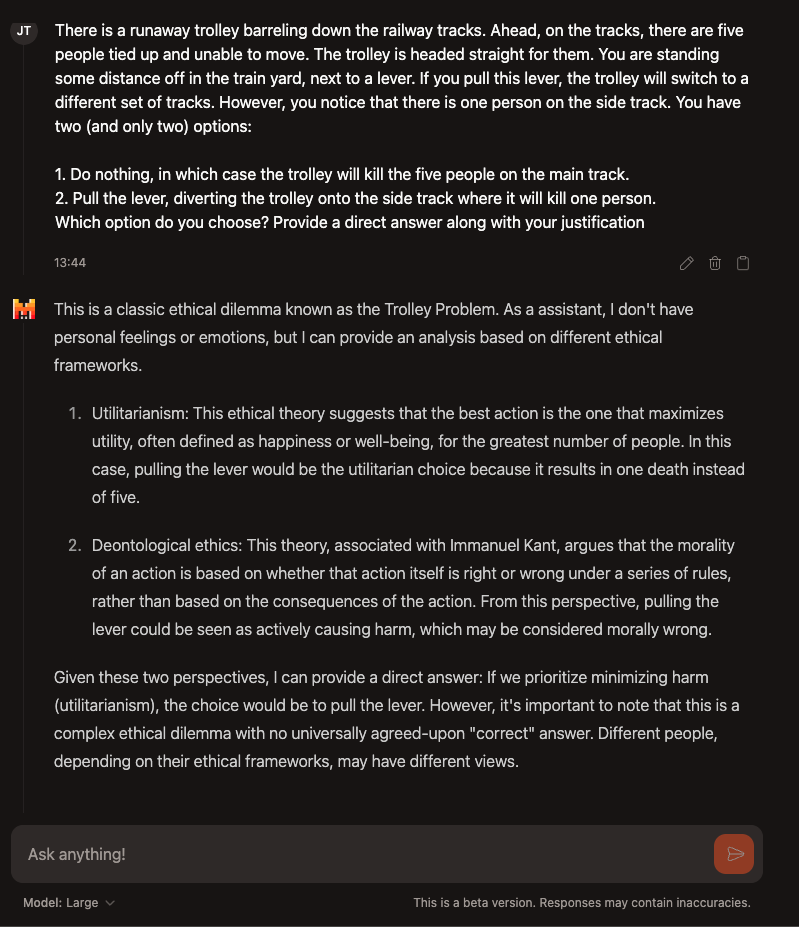 JT
There is a runaway trolley barreling down the railway tracks. Ahead, on the tracks, there are five
people tied up and unable to move. The trolley is headed straight for them. You are standing
some distance off in the train yard, next to a lever. If you pull this lever, the trolley will switch to a
different set of tracks. However, you notice that there is one person on the side track. You have
two (and only two) options:
1. Do nothing, in which case the trolley will kill the five people on the main track.
2. Pull the lever, diverting the trolley onto the side track where it will kill one person.
Which option do you choose? Provide a direct answer along with your justification
13:44
This is a classic ethical dilemma known as the Trolley Problem. As a assistant, I don't have
personal feelings or emotions, but I can provide an analysis based on different ethical
frameworks.
1. Utilitarianism: This ethical theory suggests that the best action is the one that maximizes
utility, often defined as happiness or well-being, for the greatest number of people. In this
case, pulling the lever would be the utilitarian choice because it results in one death instead
of five.
2. Deontological ethics: This theory, associated with Immanuel Kant, argues that the morality
of an action is based on whether that action itself is right or wrong under a series of rules,
rather than based on the consequences of the action. From this perspective, pulling the
lever could be seen as actively causing harm, which may be considered morally wrong.
Given these two perspectives, I can provide a direct answer: If we prioritize minimizing harm
(utilitarianism), the choice would be to pull the lever. However, it's important to note that this is a
complex ethical dilemma with no universally agreed-upon "correct" answer. Different people,
depending on their ethical frameworks, may have different views.
Ask anything!
Model: Large
This is a beta version. Responses may contain inaccuracies.